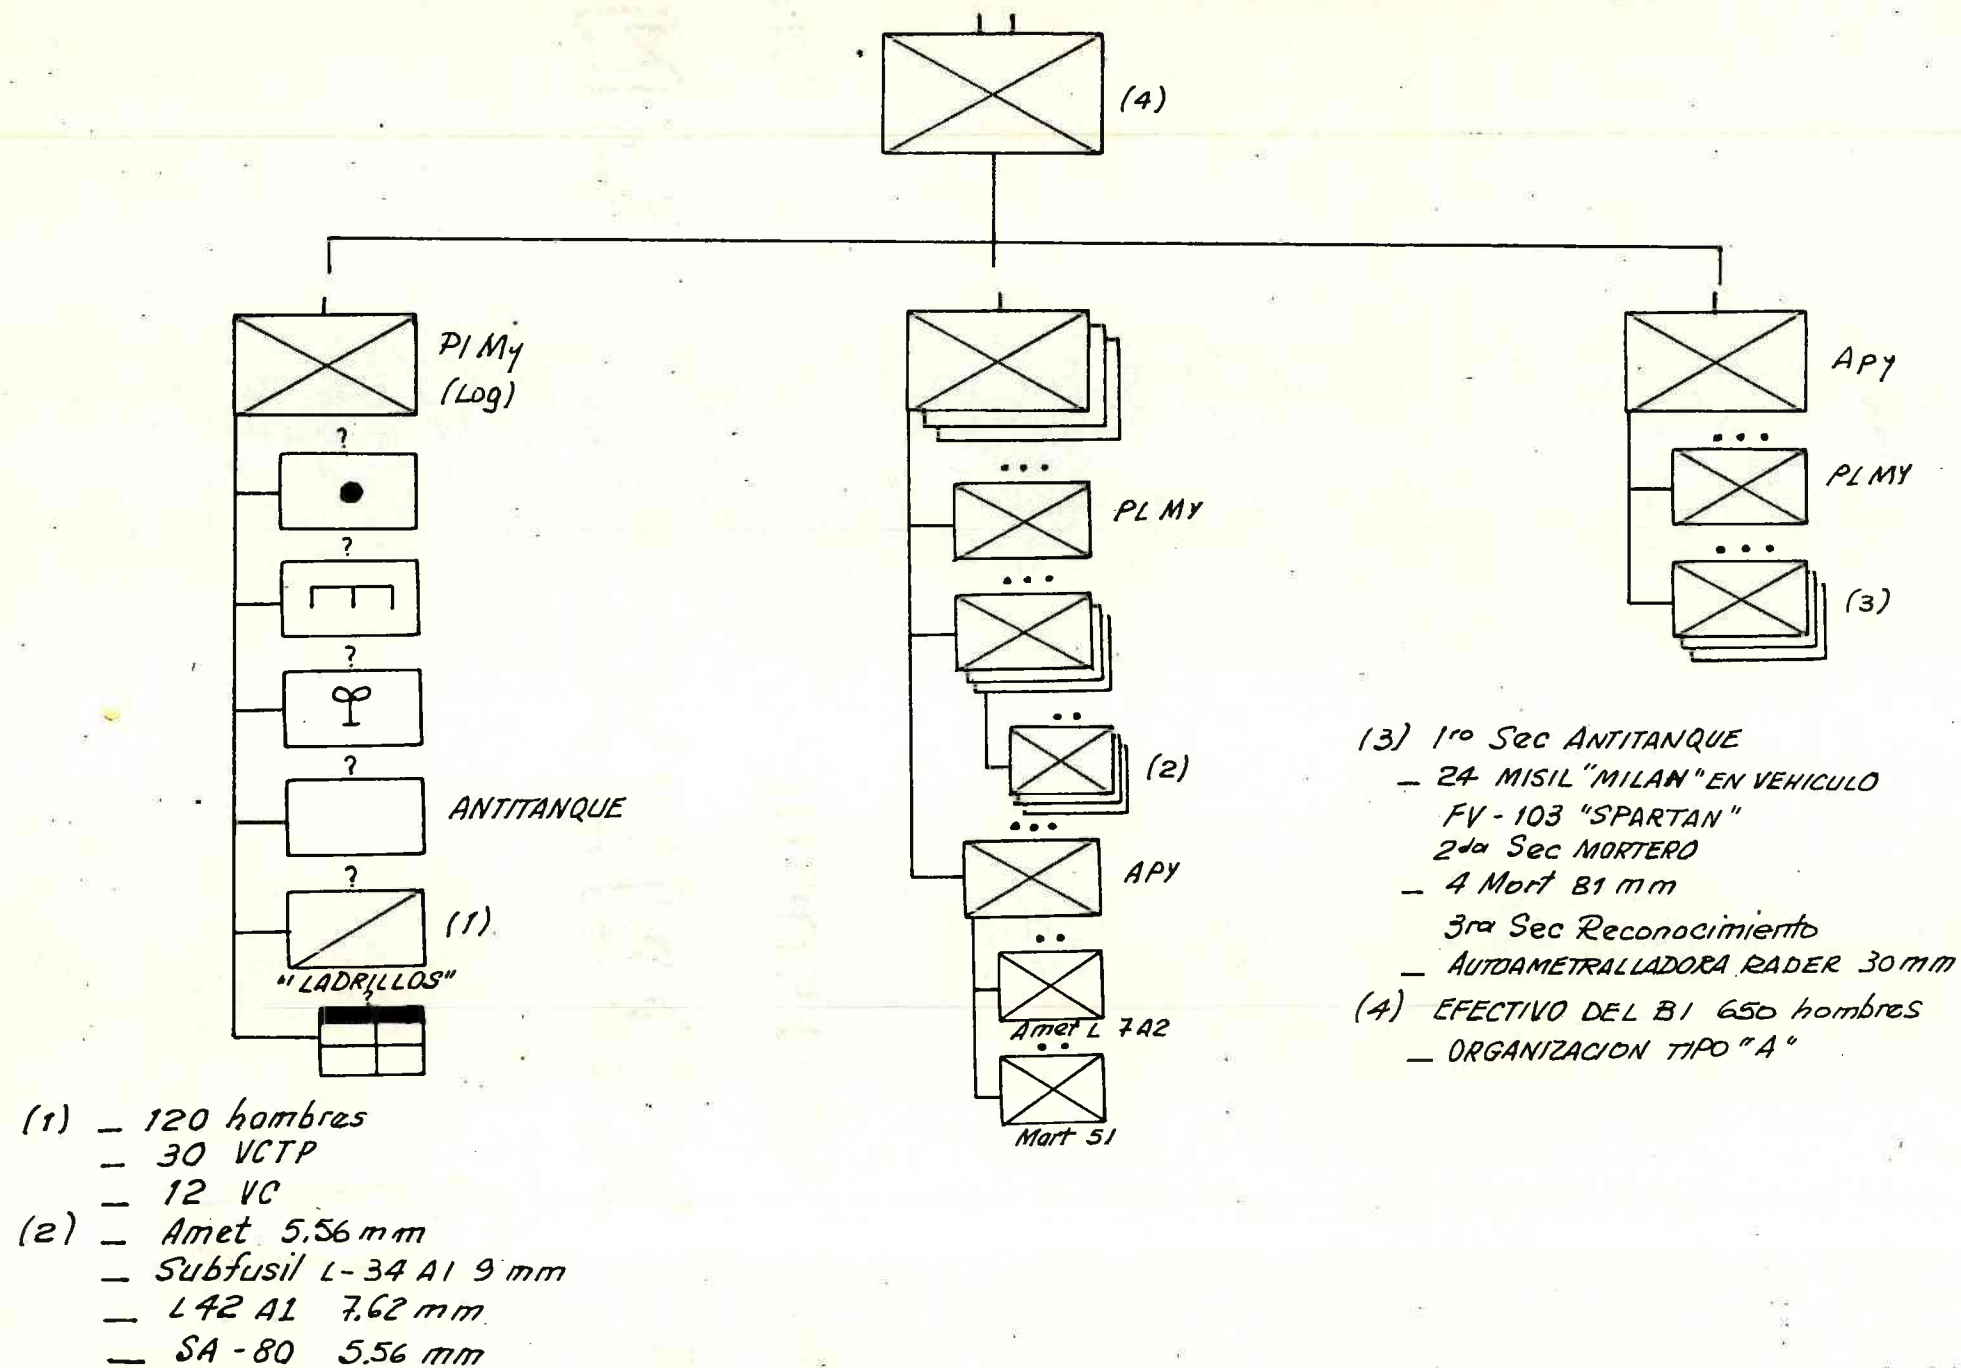 (4)
Pl My
(Log)
?
?
?
?
ANTITANQUE
?
(1)
"LADRILLOS"
?
PL MY
(2)
APY
Amet L 7A2
Mort 51
APY
PL MY
(3)
(3) 1ro Sec ANTITANQUE
— 24 MISIL "MILAN" EN VEHICULO
FV - 103 "SPARTAN"
2da Sec MORTERO
— 4 Mort 81 mm
3ra Sec Reconocimiento
— AUTOAMETRALLADORA RADER 30 mm
(4) EFECTIVO DEL BI 650 hombres
— ORGANIZACION TIPO "A"
(1) — 120 hombres
— 30 VCTP
— 12 VC
(2) — Amet 5.56 mm
— Subfusil L-34 A1 9 mm
— L42 A1 7.62 mm
— SA - 80 5.56 mm